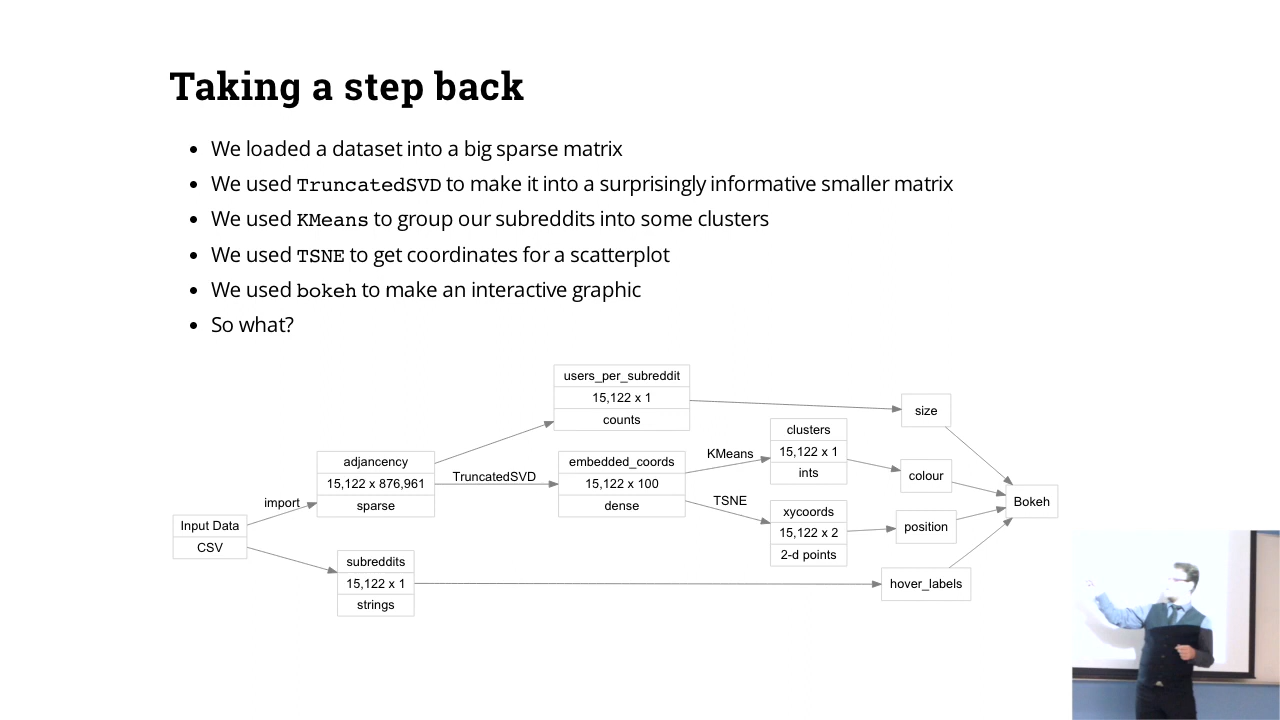 Taking a step back
• We loaded a dataset into a big sparse matrix
• We used TruncatedSVD to make it into a surprisingly informative smaller matrix
• We used KMeans to group our subreddits into some clusters
• We used TSNE to get coordinates for a scatterplot
• We used bokeh to make an interactive graphic
• So what?
users_per_subreddit
15,122 x 1
counts
size
clusters
15,122 x 1
ints
KMeans
adjancency
15,122 x 876,961
sparse
TruncatedSVD
embedded_coords
15,122 x 100
dense
colour
TSNE
xycoords
15,122 x 2
2-d points
position
Bokeh
import
Input Data
CSV
subreddits
15,122 x 1
strings
hover_labels